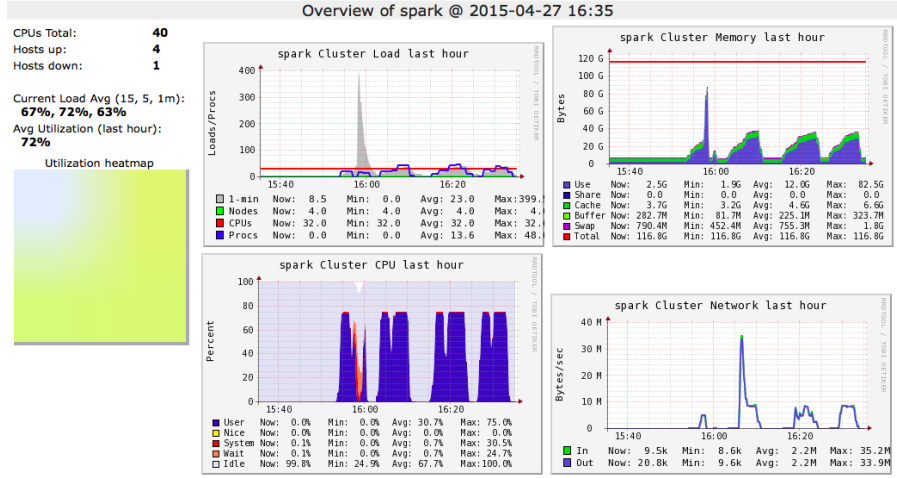 Overview of spark @ 2015-04-27 16:35
CPUs Total: 40
Hosts up: 4
Hosts down: 1
Current Load Avg (15, 5, 1m):
67%, 72%, 63%
Avg Utilization (last hour):
72%
Utilization heatmap
spark Cluster Load last hour
RRDTOOL / TOBI OETIKER
Loads/Procs
400
300
200
100
0
15:40 16:00 16:20
1-min Now: 8.5 Min: 0.0 Avg: 23.0 Max:399.
Nodes Now: 4.0 Min: 4.0 Avg: 4.0 Max: 4.
CPUs Now: 32.0 Min: 32.0 Avg: 32.0 Max: 32.
Procs Now: 0.0 Min: 0.0 Avg: 13.6 Max: 48.
spark Cluster Memory last hour
RRDTOOL / TOBI OETIKER
Bytes
120 G
100 G
80 G
60 G
40 G
20 G
0
15:40 16:00 16:20
Use Now: 2.5G Min: 1.9G Avg: 12.0G Max: 82.5G
Share Now: 0.0 Min: 0.0 Avg: 0.0 Max: 0.0
Cache Now: 3.7G Min: 3.2G Avg: 4.6G Max: 6.6G
Buffer Now: 282.7M Min: 81.7M Avg: 225.1M Max: 323.7M
Swap Now: 790.4M Min: 452.4M Avg: 755.3M Max: 1.8G
Total Now: 116.8G Min: 116.8G Avg: 116.8G Max: 116.8G
spark Cluster CPU last hour
RRDTOOL / TOBI OETIKER
Percent
100
80
60
40
20
0
15:40 16:00 16:20
User Now: 0.0% Min: 0.0% Avg: 30.7% Max: 75.0%
Nice Now: 0.0% Min: 0.0% Avg: 0.0% Max: 0.0%
System Now: 0.1% Min: 0.0% Avg: 0.7% Max: 30.5%
Wait Now: 0.1% Min: 0.0% Avg: 0.7% Max: 24.7%
Idle Now: 99.8% Min: 24.9% Avg: 67.7% Max:100.0%
spark Cluster Network last hour
RRDTOOL / TOBI OETIKER
Bytes/sec
40 M
30 M
20 M
10 M
0
15:40 16:00 16:20
In Now: 9.5k Min: 8.6k Avg: 2.2M Max: 35.2M
Out Now: 20.8k Min: 9.6k Avg: 2.2M Max: 33.9M